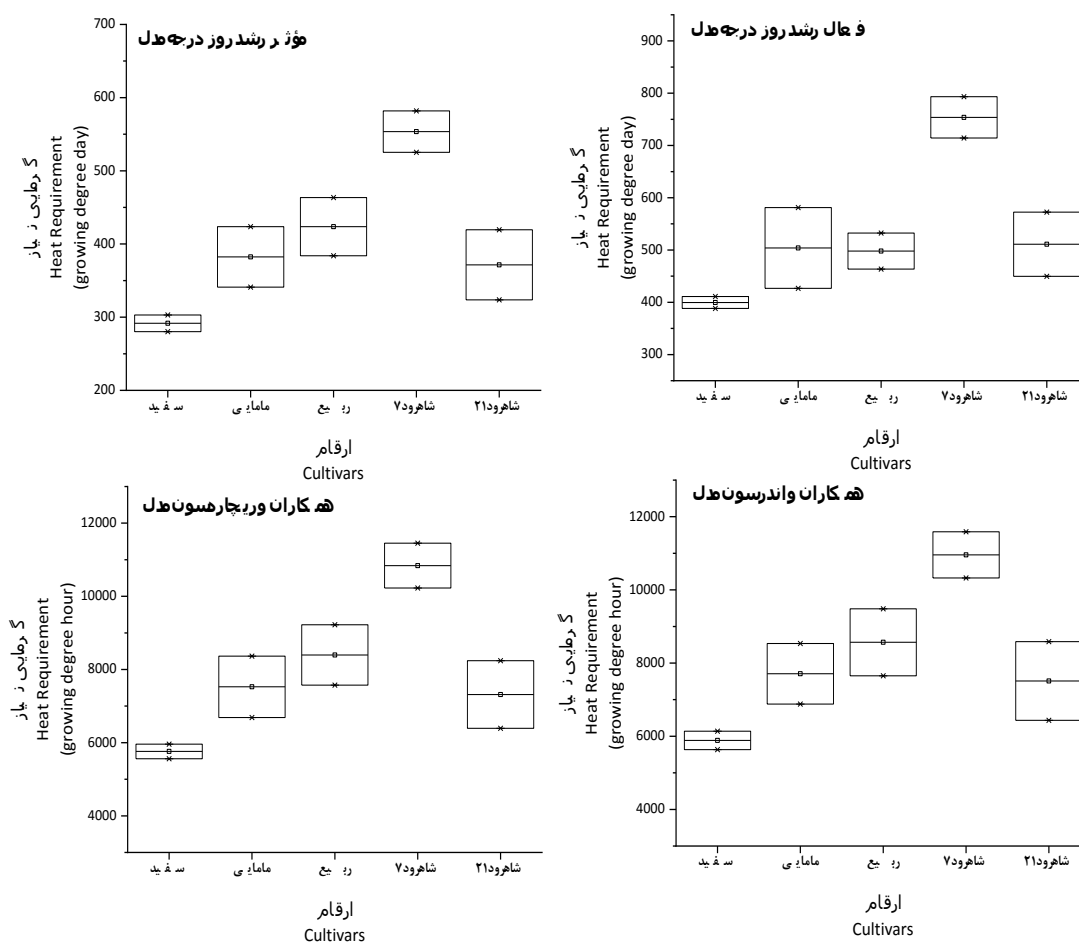 مؤثر رشد روز درجه مدل
700
600
500
400
300
200
گرمایی نیاز
Heat Requirement
(growing degree day)
سفید
مامایی
ربیع
شاهرود۷
شاهرود۲۱
ارقام
Cultivars
فعال رشد روز درجه مدل
900
800
700
600
500
400
300
گرمایی نیاز
Heat Requirement
(growing degree day)
سفید
مامایی
ربیع
شاهرود۷
شاهرود۲۱
ارقام
Cultivars
همکاران وریچاردسون مدل
12000
10000
8000
6000
4000
گرمایی نیاز
Heat Requirement
(growing degree hour)
سفید
مامایی
ربیع
شاهرود۷
شاهرود۲۱
ارقام
Cultivars
همکاران واندرسون مدل
12000
10000
8000
6000
4000
گرمایی نیاز
Heat Requirement
(growing degree hour)
سفید
مامایی
ربیع
شاهرود۷
شاهرود۲۱
ارقام
Cultivars